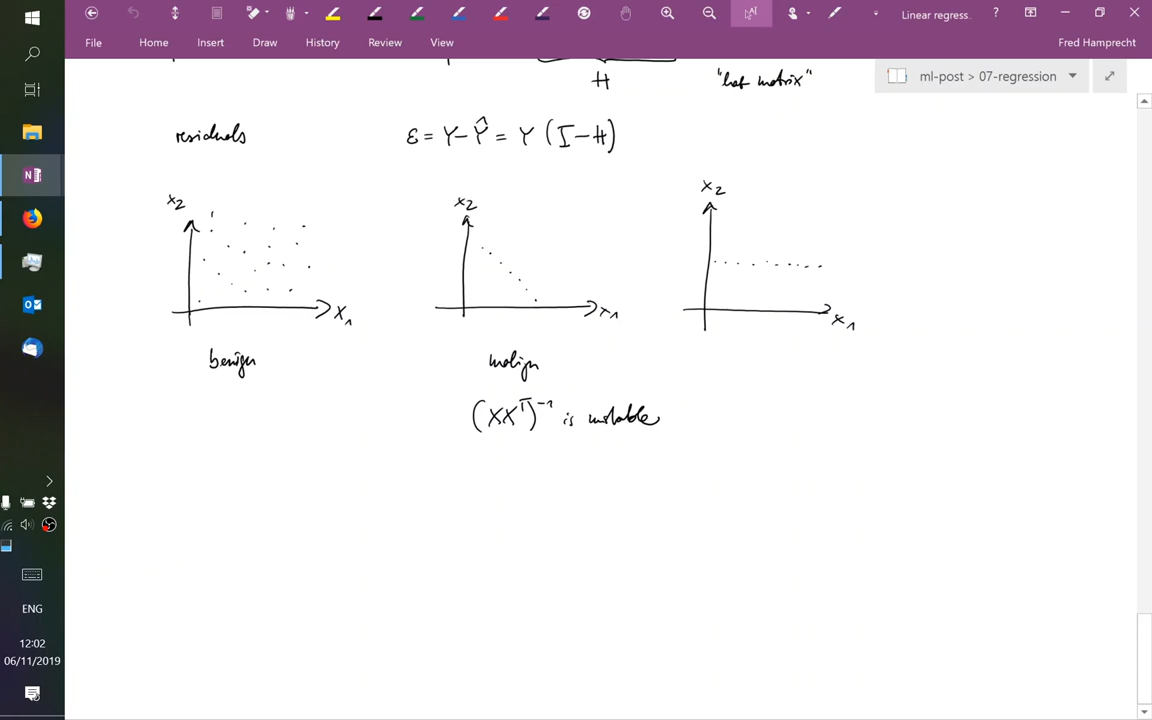 Linear regress...
?
File Home Insert Draw History Review View
Fred Hamprecht
ml-post > 07-regression
H
"hat matrix"
residuals
ε = Y - Ŷ = Y (I - H)
x₂
x₁
benign
x₂
x₁
malign
x₂
x₁
(XXᵀ)⁻¹ is unstable
ENG
12:02
06/11/2019